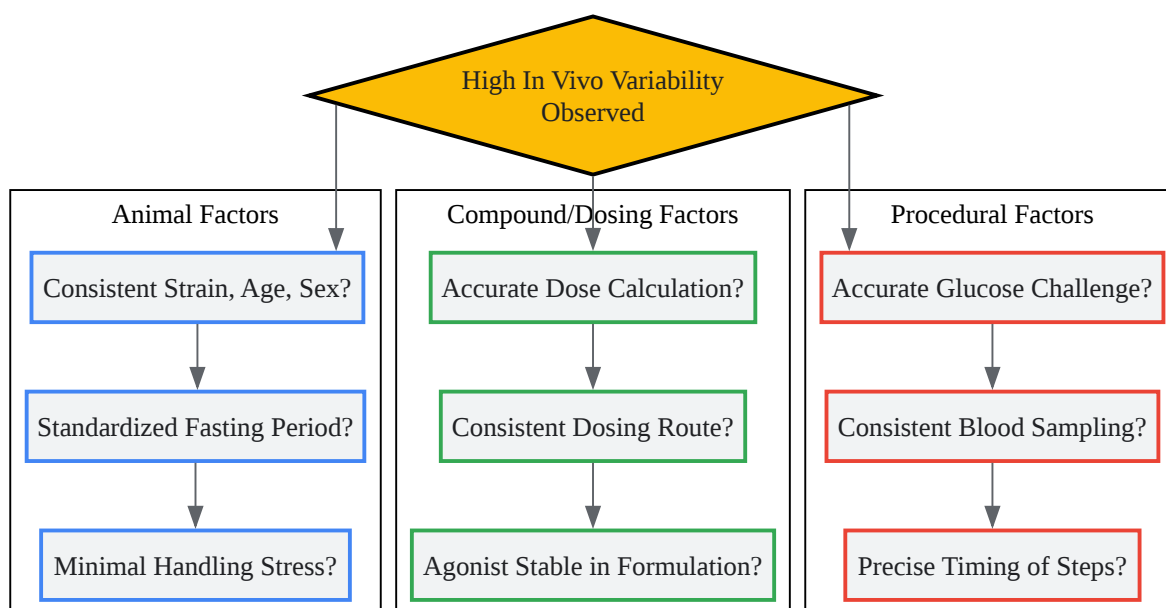 High In Vivo Variability
Observed
Animal Factors
Consistent Strain, Age, Sex?
Standardized Fasting Period?
Minimal Handling Stress?
Compound/Dosing Factors
Accurate Dose Calculation?
Consistent Dosing Route?
Agonist Stable in Formulation?
Procedural Factors
Accurate Glucose Challenge?
Consistent Blood Sampling?
Precise Timing of Steps?